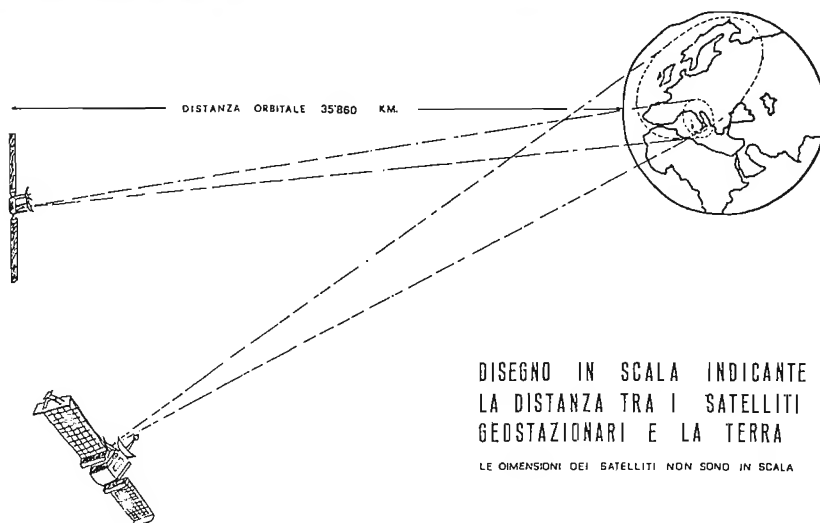 DISTANZA ORBITALE 35'860 KM.
DISEGNO IN SCALA INDICANTE
LA DISTANZA TRA I SATELLITI
GEOSTAZIONARI E LA TERRA
LE DIMENSIONI DEI SATELLITI NON SONO IN SCALA